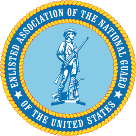 ENLISTED ASSOCIATION OF THE NATIONAL GUARD
OF THE UNITED STATES